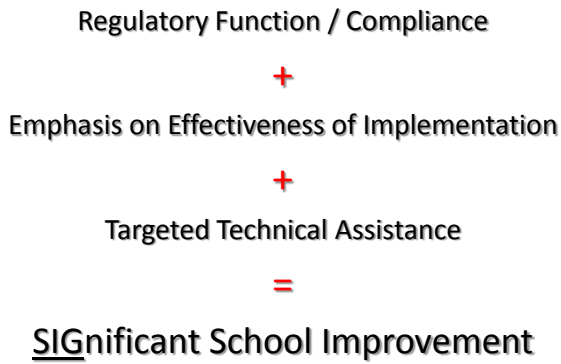 Regulatory Function / Compliance
+
Emphasis on Effectiveness of Implementation
+
Targeted Technical Assistance
=
SIGnificant School Improvement